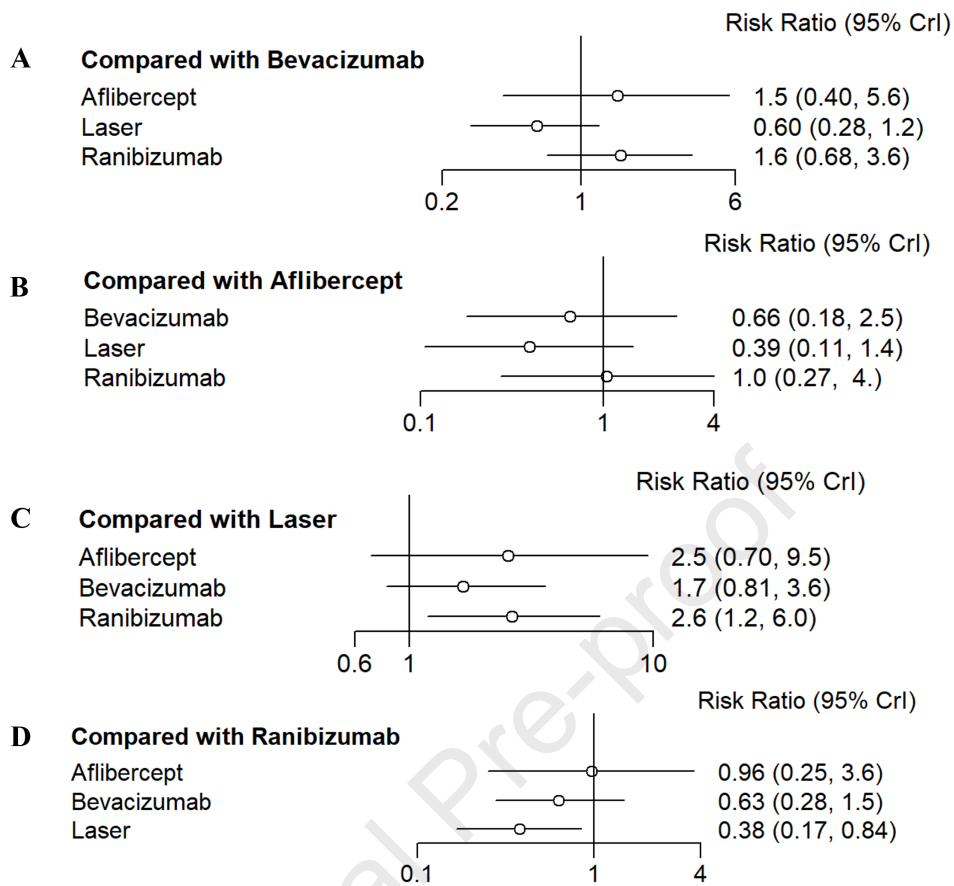 Risk Ratio (95% CrI)
A Compared with Bevacizumab
Aflibercept 1.5 (0.40, 5.6)
Laser 0.60 (0.28, 1.2)
Ranibizumab 1.6 (0.68, 3.6)
0.2 1 6
Risk Ratio (95% CrI)
B Compared with Aflibercept
Bevacizumab 0.66 (0.18, 2.5)
Laser 0.39 (0.11, 1.4)
Ranibizumab 1.0 (0.27, 4.)
0.1 1 4
Risk Ratio (95% CrI)
C Compared with Laser
Aflibercept 2.5 (0.70, 9.5)
Bevacizumab 1.7 (0.81, 3.6)
Ranibizumab 2.6 (1.2, 6.0)
0.6 1 10
Risk Ratio (95% CrI)
D Compared with Ranibizumab
Aflibercept 0.96 (0.25, 3.6)
Bevacizumab 0.63 (0.28, 1.5)
Laser 0.38 (0.17, 0.84)
0.1 1 4
Pre-proof